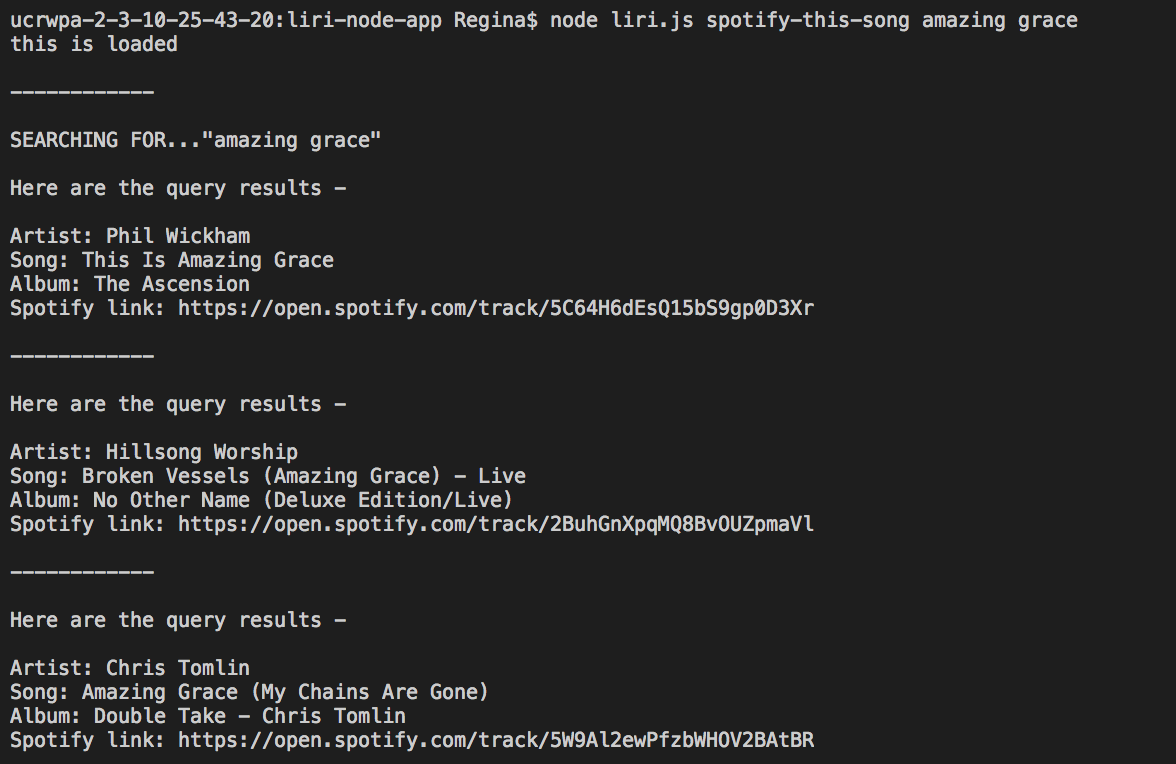 ucrwpa-2-3-10-25-43-20:liri-node-app Regina$ node liri.js spotify-this-song amazing grace
this is loaded
------------
SEARCHING FOR..."amazing grace"
Here are the query results -
Artist: Phil Wickham
Song: This Is Amazing Grace
Album: The Ascension
Spotify link: https://open.spotify.com/track/5C64H6dEsQ15bS9gp0D3Xr
------------
Here are the query results -
Artist: Hillsong Worship
Song: Broken Vessels (Amazing Grace) - Live
Album: No Other Name (Deluxe Edition/Live)
Spotify link: https://open.spotify.com/track/2BuhGnXpqMQ8BvOUZpmaVl
------------
Here are the query results -
Artist: Chris Tomlin
Song: Amazing Grace (My Chains Are Gone)
Album: Double Take - Chris Tomlin
Spotify link: https://open.spotify.com/track/5W9Al2ewPfzbWHOV2BAtBR